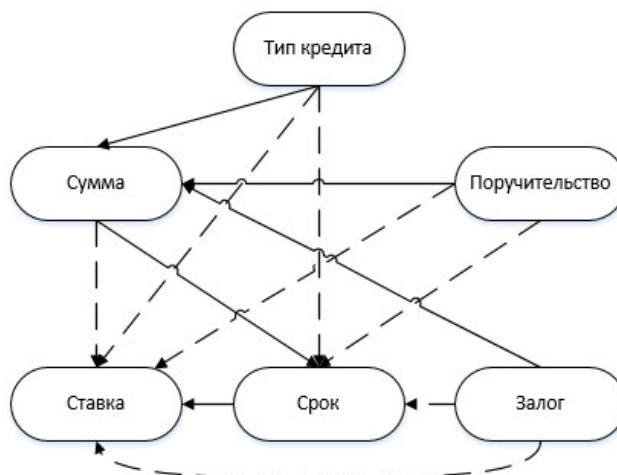 Тип кредита
Сумма
Поручительство
Ставка
Срок
Залог